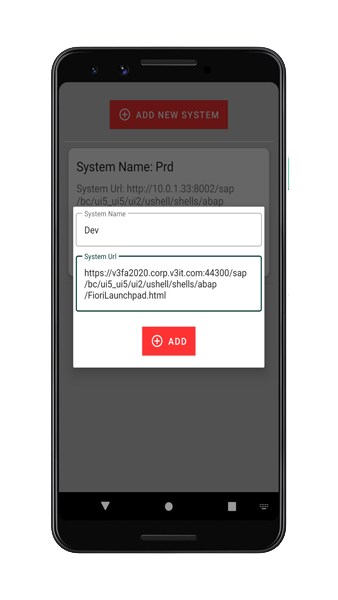 ADD NEW SYSTEM
System Name: Prd
System Url: http://10.0.1.33:8002/sap
/bc/ui5_ui5/ui2/ushell/shells/abap
System Name
Dev
System Url
https://v3fa2020.corp.v3it.com:44300/sap
/bc/ui5_ui5/ui2/ushell/shells/abap
/FioriLaunchpad.html
ADD